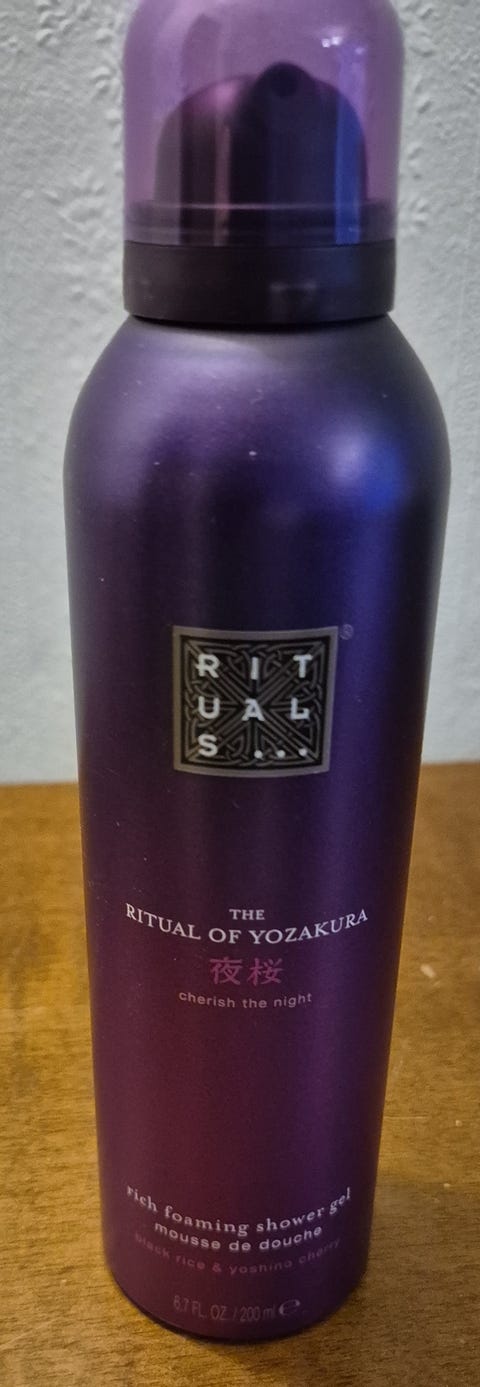 RIT
UAL
S...
®
THE
RITUAL OF YOZAKURA
夜桜
cherish the night
rich foaming shower gel
mousse de douche
black rice & yoshino cherry
6.7 FL. OZ. / 200 ml ℮